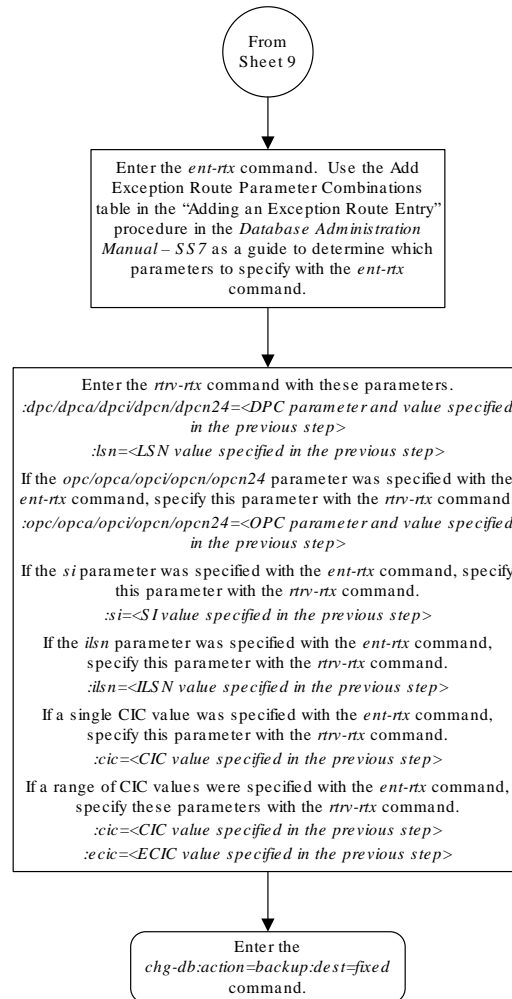 From
Sheet 9
Enter the ent-rtx command. Use the Add
Exception Route Parameter Combinations
table in the “Adding an Exception Route Entry”
procedure in the Database Administration
Manual – SS7 as a guide to determine which
parameters to specify with the ent-rtx
command.
Enter the rtrv-rtx command with these parameters.
:dpc/dpca/dpci/dpcn/dpcn24=<DPC parameter and value specified
in the previous step>
:lsn=<LSN value specified in the previous step>
If the opc/opca/opci/opcn/opcn24 parameter was specified with the
ent-rtx command, specify this parameter with the rtrv-rtx command
:opc/opca/opci/opcn/opcn24=<OPC parameter and value specified
in the previous step>
If the si parameter was specified with the ent-rtx command, specify
this parameter with the rtrv-rtx command.
:si=<SI value specified in the previous step>
If the ilsn parameter was specified with the ent-rtx command,
specify this parameter with the rtrv-rtx command.
:ilsn=<ILSN value specified in the previous step>
If a single CIC value was specified with the ent-rtx command,
specify this parameter with the rtrv-rtx command.
:cic=<CIC value specified in the previous step>
If a range of CIC values were specified with the ent-rtx command,
specify these parameters with the rtrv-rtx command.
:cic=<CIC value specified in the previous step>
:ecic=<ECIC value specified in the previous step>
Enter the
chg-db:action=backup:dest=fixed
command.